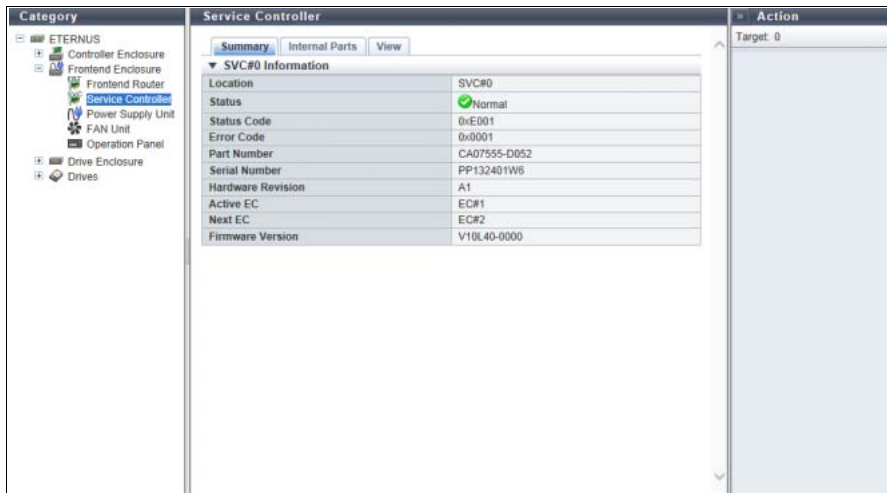 Category
ETERNUS
Controller Enclosure
Frontend Enclosure
Frontend Router
Service Controller
Power Supply Unit
FAN Unit
Operation Panel
Drive Enclosure
Drives
Service Controller
Summary Internal Parts View
▼ SVC#0 Information
Location SVC#0
Status Normal
Status Code 0xE001
Error Code 0x0001
Part Number CA07555-D052
Serial Number PP132401W6
Hardware Revision A1
Active EC EC#1
Next EC EC#2
Firmware Version V10L40-0000
» Action
Target: 0